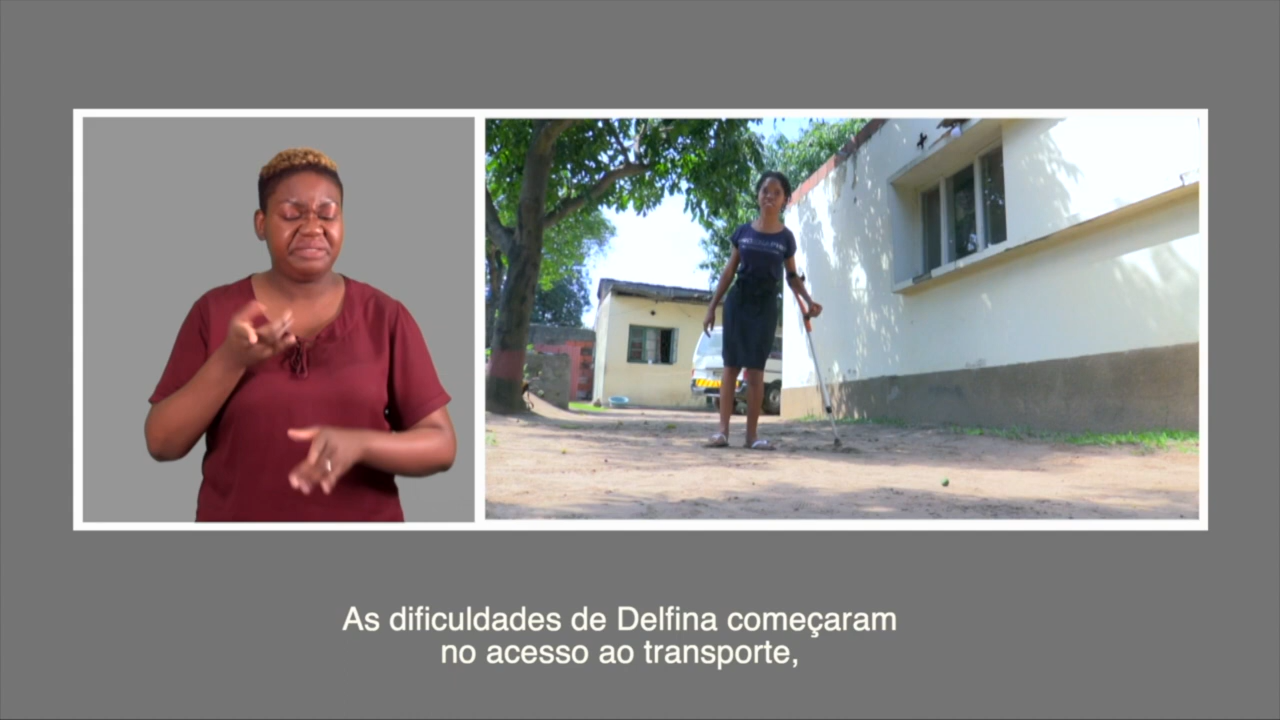 As dificuldades de Delfina começaram
no acesso ao transporte,